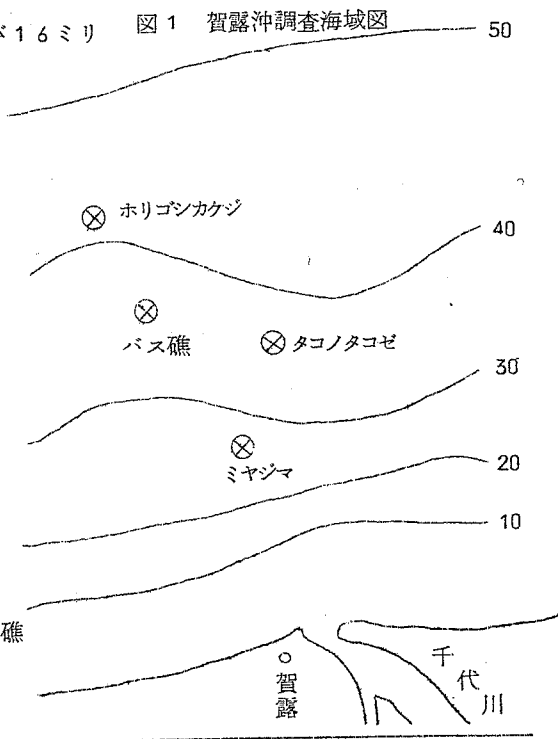 バ16ミリ
図1 賀露沖調査海域図
50
ホリゴシカケジ
40
バス礁
タコノタコゼ
30
ミヤジマ
20
10
礁
賀露
千代川